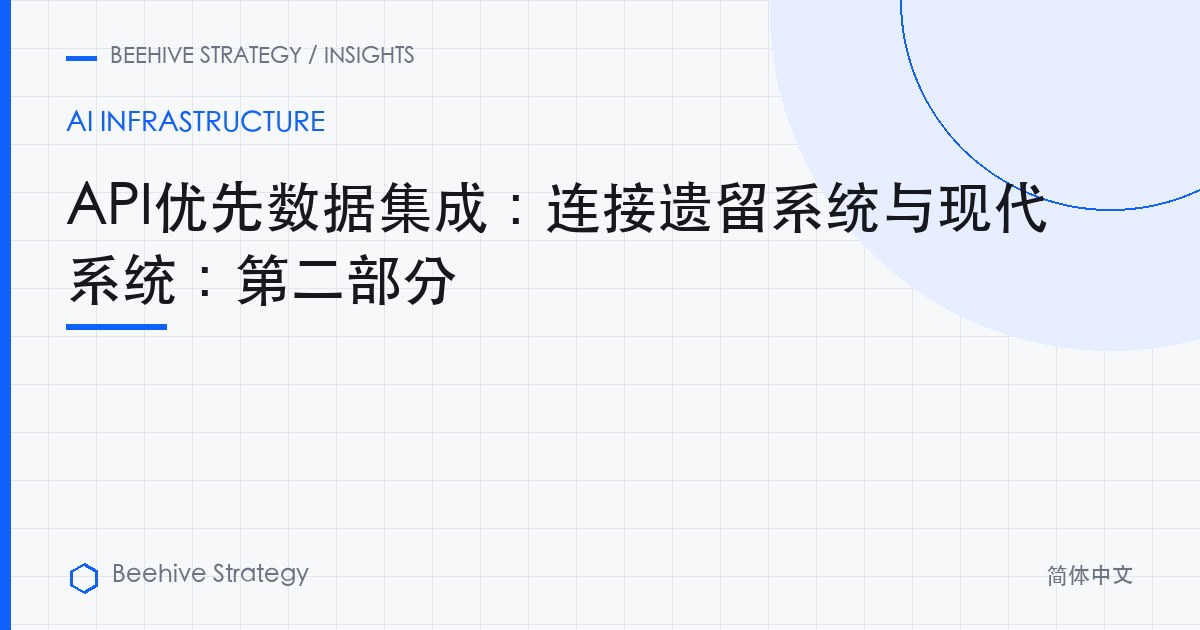 BEEHIVE STRATEGY / INSIGHTS
AI INFRASTRUCTURE
API优先数据集成：连接遗留系统与现代
系统：第二部分
Beehive Strategy
简体中文